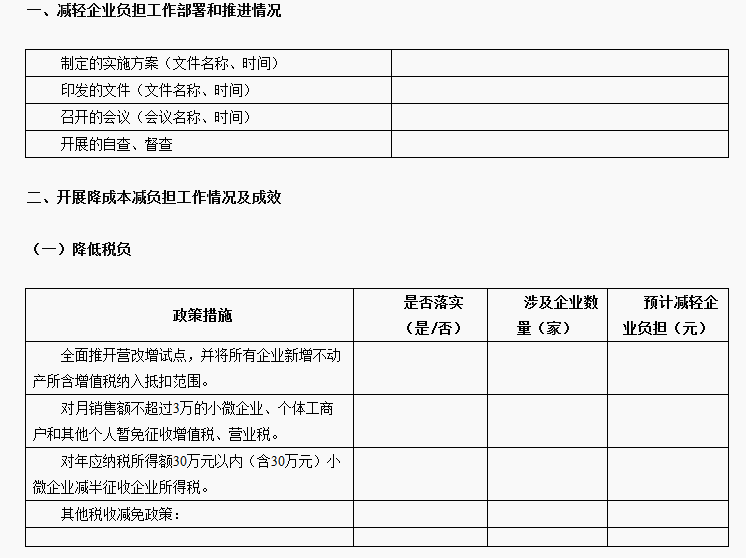 一、减轻企业负担工作部署和推进情况
制定的实施方案（文件名称、时间）
印发的文件（文件名称、时间）
召开的会议（会议名称、时间）
开展的自查、督查
二、开展降成本减负担工作情况及成效
（一）降低税负
政策措施
是否落实
（是/否）
涉及企业数
量（家）
预计减轻企
业负担（元）
全面推开营改增试点，并将所有企业新增不动
产所含增值税纳入抵扣范围。
对月销售额不超过3万的小微企业、个体工商
户和其他个人暂免征收增值税、营业税。
对年应纳税所得额30万元以内（含30万元）小
微企业减半征收企业所得税。
其他税收减免政策：